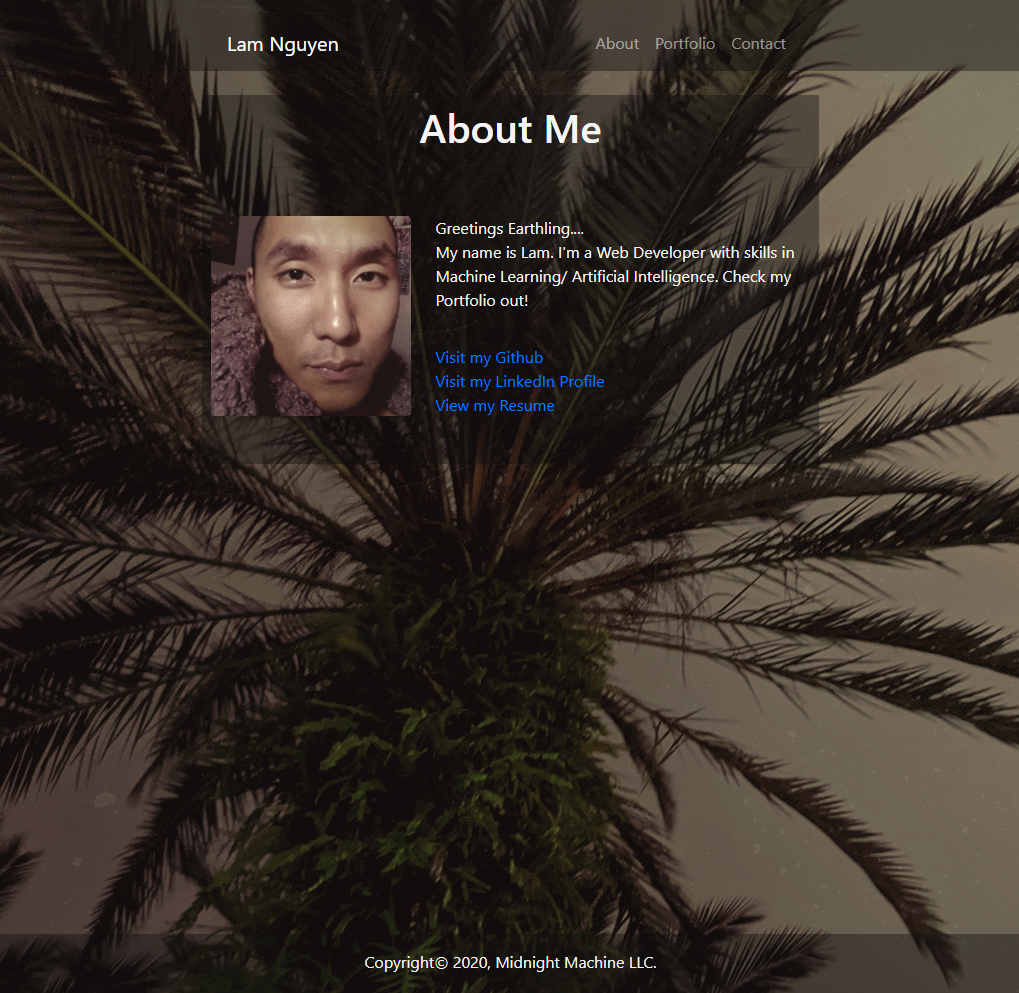 Lam Nguyen
About Portfolio Contact
About Me
Greetings Earthling....
My name is Lam. I'm a Web Developer with skills in
Machine Learning/ Artificial Intelligence. Check my
Portfolio out!
Visit my Github
Visit my LinkedIn Profile
View my Resume
Copyright© 2020, Midnight Machine LLC.